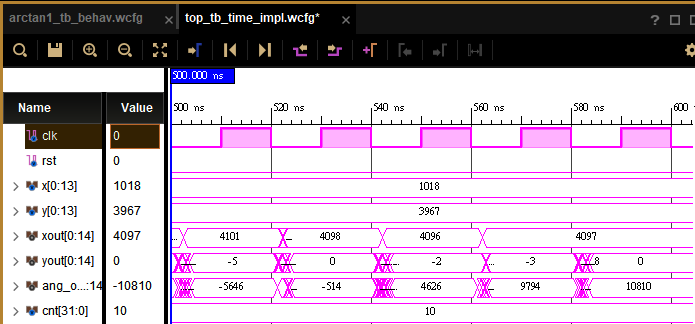 arctan1_tb_behav.wcfg × top_tb_time_impl.wcfg* × ?
500.000 ns
Name Value 500 ns 520 ns 540 ns 560 ns 580 ns 600
clk 0
rst 0
x[0:13] 1018 1018
y[0:13] 3967 3967
xout[0:14] 4097 ... 4101 4098 4096 4097
yout[0:14] 0 -5 0 -2 -3 0
ang_o...:14 -10810 -5646 -514 4626 9794 10810
cnt[31:0] 10 10